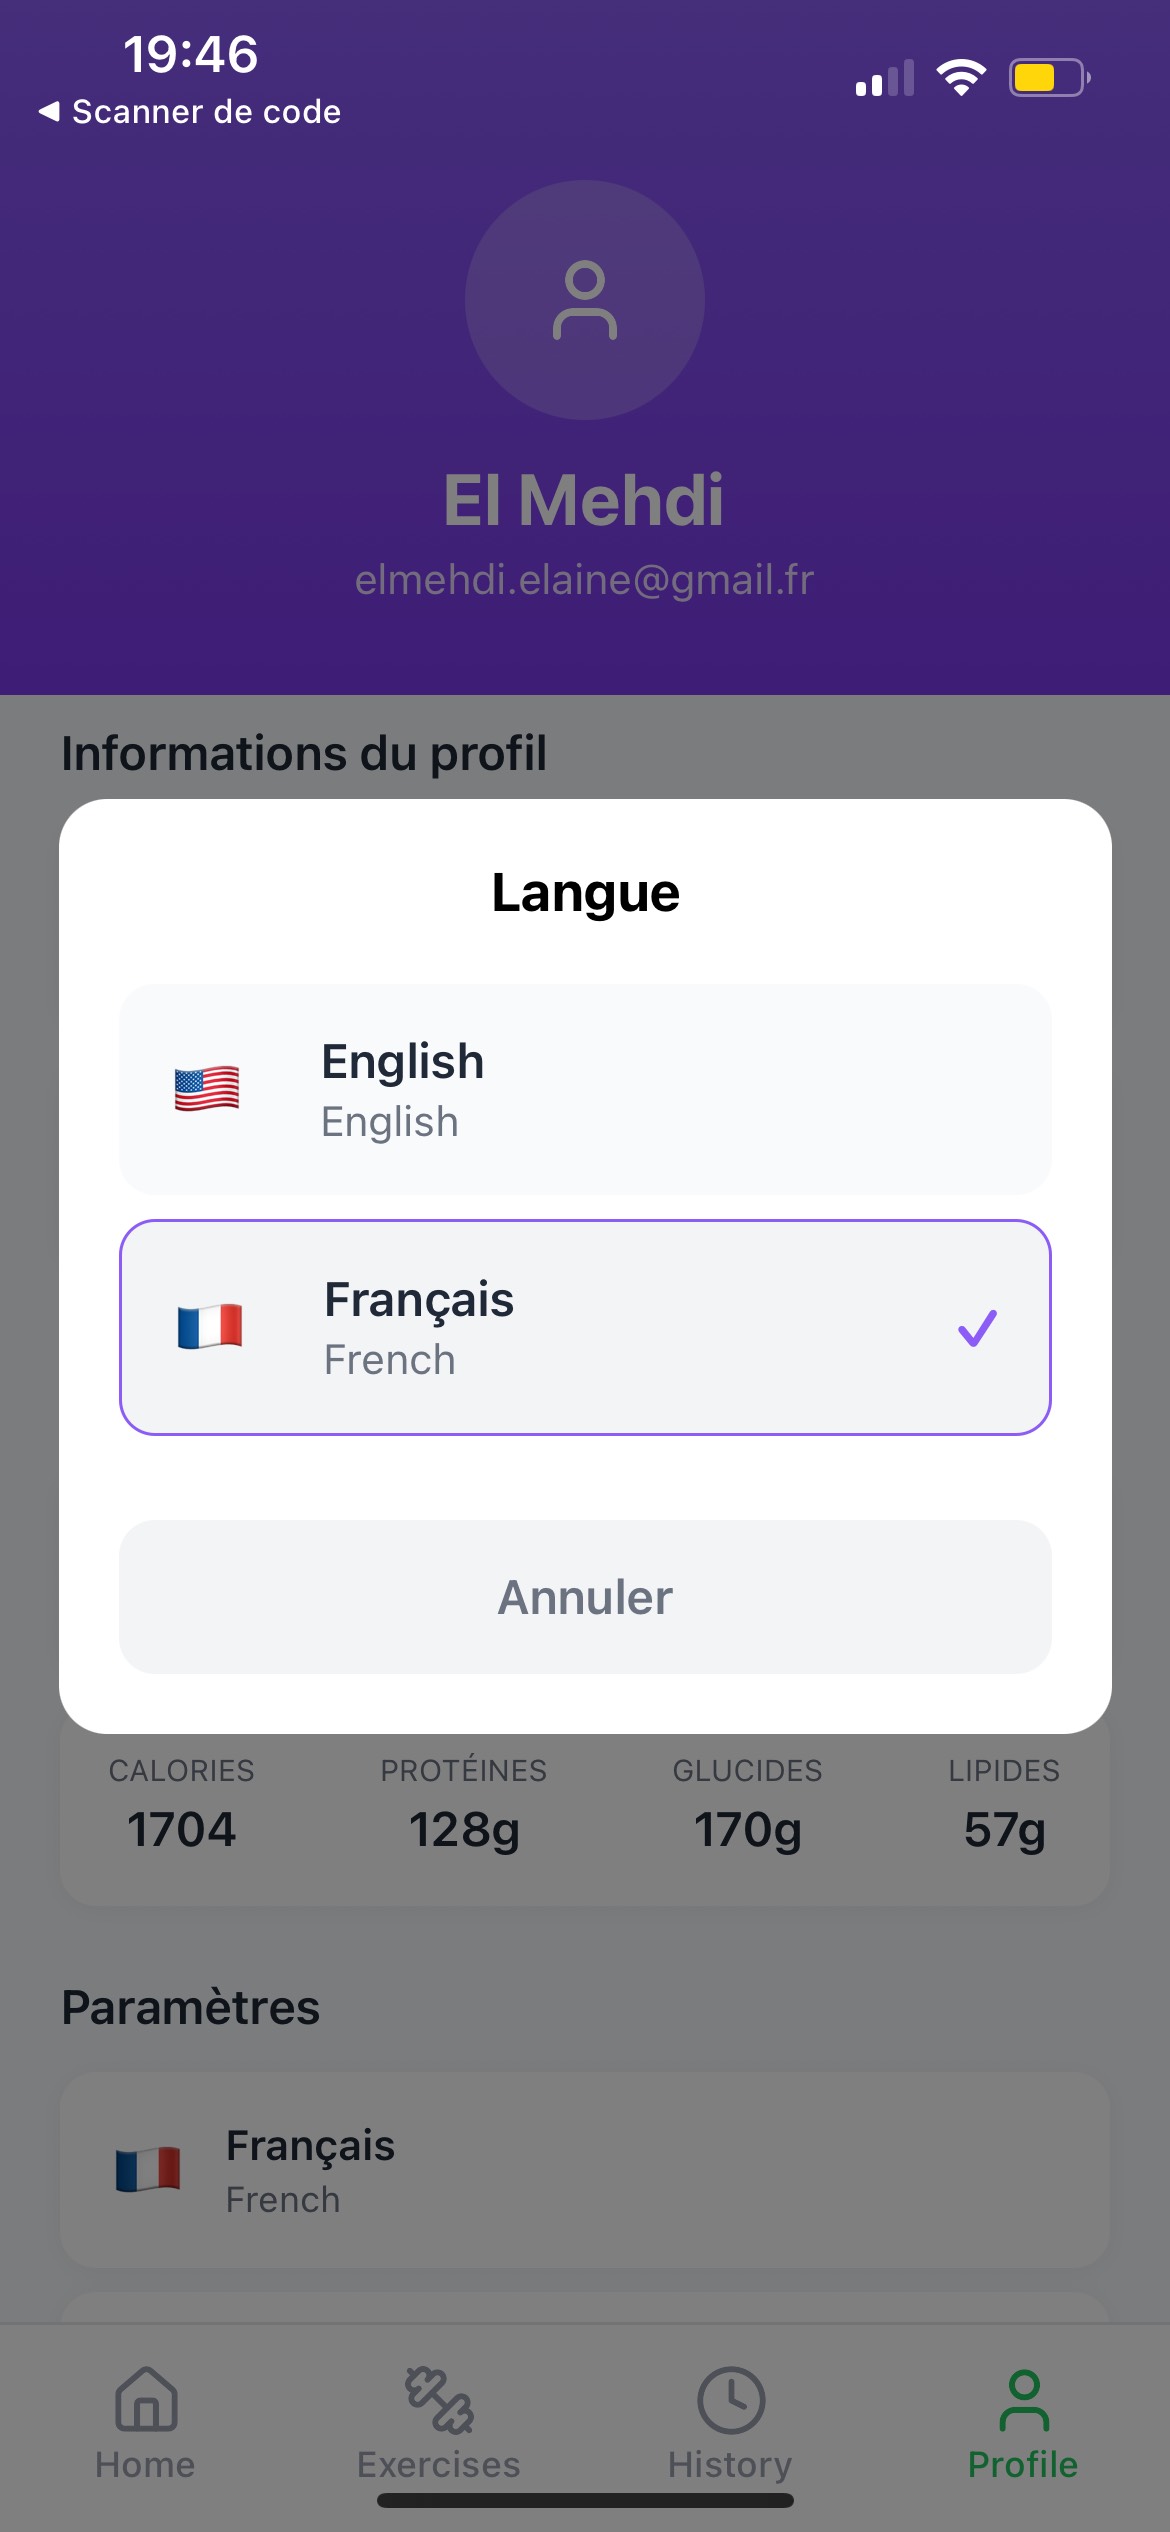 19:46
Scanner de code
El Mehdi
elmehdi.elaine@gmail.fr
Informations du profil
Langue
English
English
Français
French
Annuler
CALORIES PROTÉINES GLUCIDES LIPIDES
1704 128g 170g 57g
Paramètres
Français
French
Home Exercises History Profile